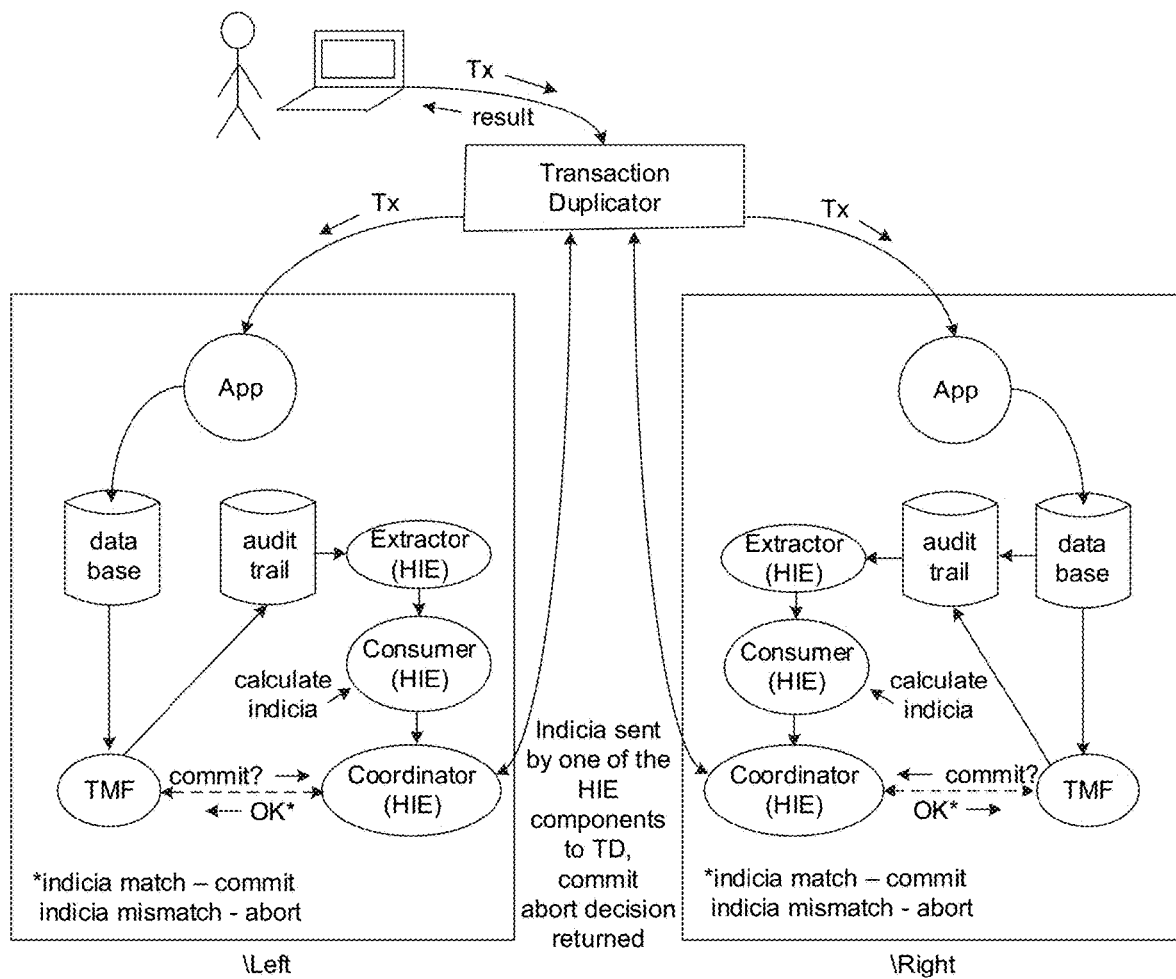 Tx
result
Transaction
Duplicator
Tx
Tx
App
App
data
base
audit
trail
Extractor
(HIE)
Consumer
(HIE)
calculate
indicia
TMF
commit?
OK*
Coordinator
(HIE)
*indicia match – commit
indicia mismatch - abort
\Left
Indicia sent
by one of the
HIE
components
to TD,
commit
abort decision
returned
Extractor
(HIE)
audit
trail
data
base
Consumer
(HIE)
calculate
indicia
Coordinator
(HIE)
commit?
OK*
TMF
*indicia match – commit
indicia mismatch - abort
\Right